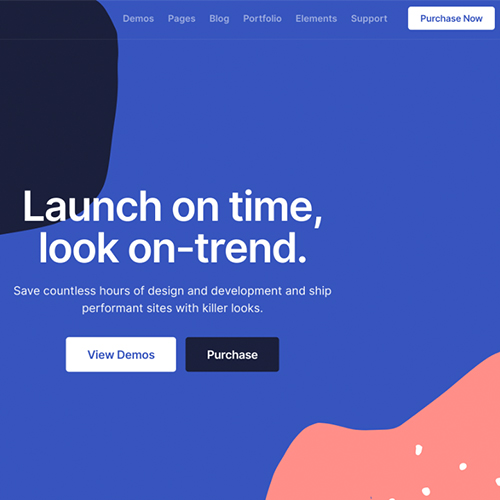 Demos Pages Blog Portfolio Elements Support Purchase Now
Launch on time,
look on-trend.
Save countless hours of design and development and ship
performant sites with killer looks.
View Demos Purchase